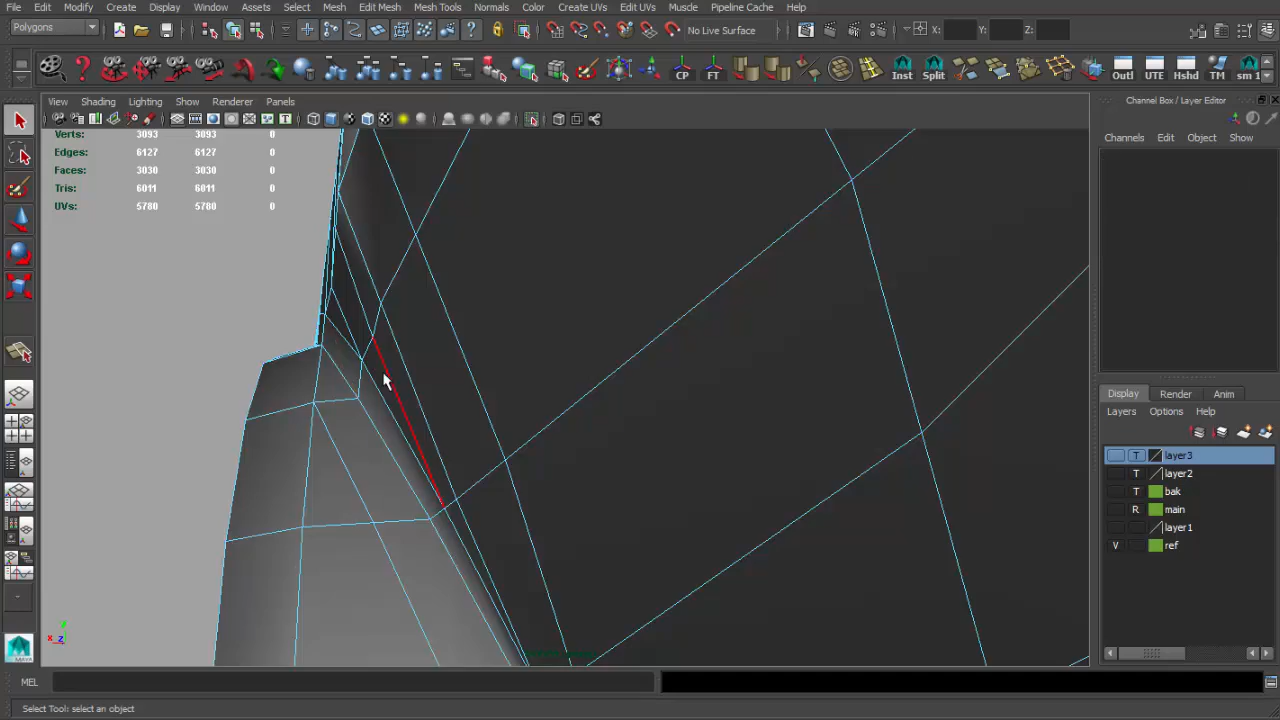 File Edit Modify Create Display Window Assets Select Mesh Edit Mesh Mesh Tools Normals Color Create UVs Edit UVs Muscle Pipeline Cache Help
Polygons No Live Surface X: Y: Z:
CP FT Inst Split Outl UTE Hshd TM sm 1
View Shading Lighting Show Renderer Panels
Channel Box / Layer Editor
Channels Edit Object Show
Verts: 3093 3093 0
Edges: 6127 6127 0
Faces: 3030 3030 0
Tris: 6011 6011 0
UVs: 5780 5780 0
Display Render Anim
Layers Options Help
T layer3
T layer2
T bak
R main
layer1
V ref
MEL
Select Tool: select an object